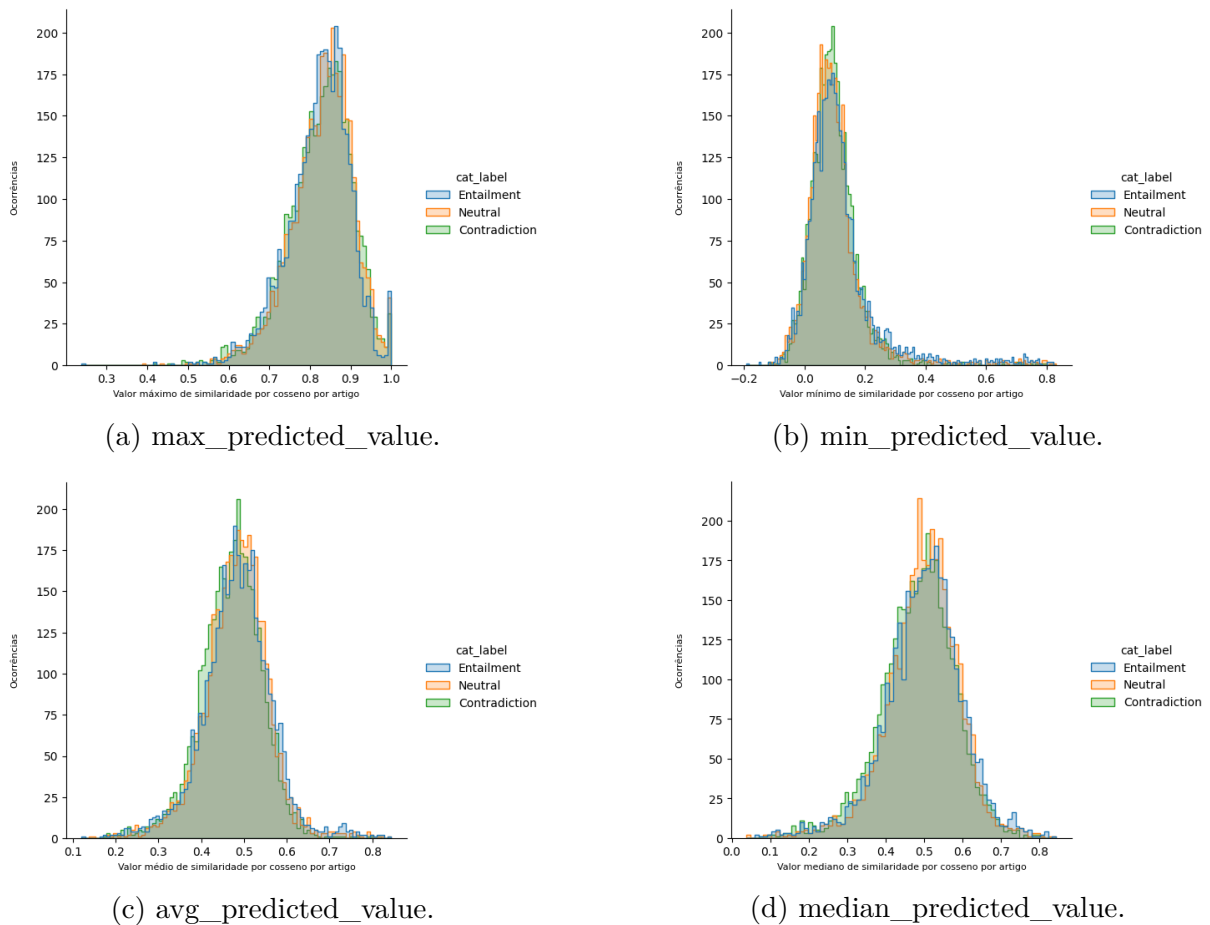 200
175
150
125
100
75
50
25
0
Ocorrências
0.3 0.4 0.5 0.6 0.7 0.8 0.9 1.0
Valor máximo de similaridade por cosseno por artigo
cat_label
Entailment
Neutral
Contradiction
(a) max_predicted_value.
200
175
150
125
100
75
50
25
0
Ocorrências
−0.2 0.0 0.2 0.4 0.6 0.8
Valor mínimo de similaridade por cosseno por artigo
cat_label
Entailment
Neutral
Contradiction
(b) min_predicted_value.
200
175
150
125
100
75
50
25
0
Ocorrências
0.1 0.2 0.3 0.4 0.5 0.6 0.7 0.8
Valor médio de similaridade por cosseno por artigo
cat_label
Entailment
Neutral
Contradiction
(c) avg_predicted_value.
200
175
150
125
100
75
50
25
0
Ocorrências
0.0 0.1 0.2 0.3 0.4 0.5 0.6 0.7 0.8
Valor mediano de similaridade por cosseno por artigo
cat_label
Entailment
Neutral
Contradiction
(d) median_predicted_value.